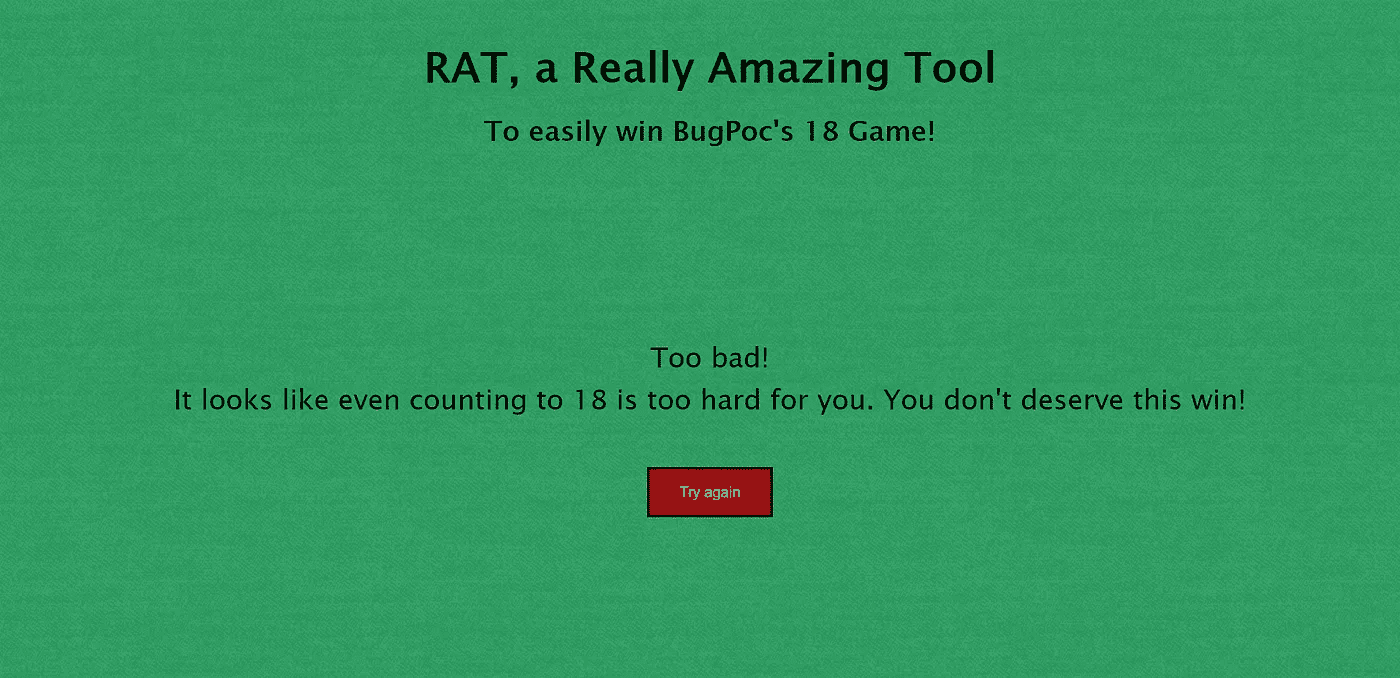 RAT, a Really Amazing Tool
To easily win BugPoc's 18 Game!
Too bad!
It looks like even counting to 18 is too hard for you. You don't deserve this win!
Try again